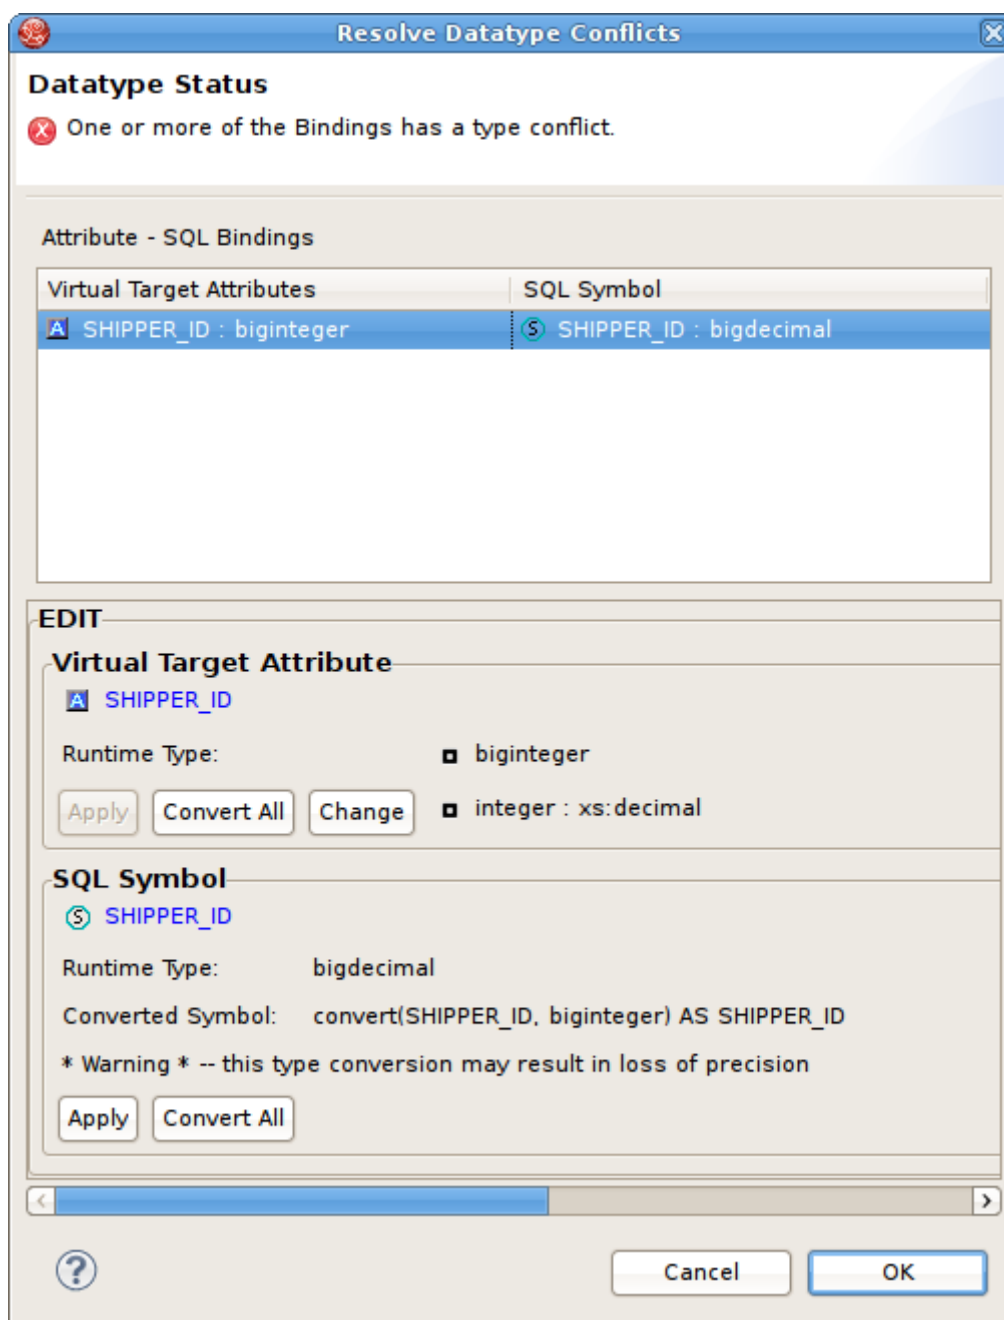 Resolve Datatype Conflicts
Datatype Status
One or more of the Bindings has a type conflict.
Attribute - SQL Bindings
Virtual Target Attributes SQL Symbol
A SHIPPER_ID : biginteger S SHIPPER_ID : bigdecimal
EDIT
Virtual Target Attribute
A SHIPPER_ID
Runtime Type: biginteger
Apply Convert All Change integer : xs:decimal
SQL Symbol
S SHIPPER_ID
Runtime Type: bigdecimal
Converted Symbol: convert(SHIPPER_ID, biginteger) AS SHIPPER_ID
* Warning * -- this type conversion may result in loss of precision
Apply Convert All
? Cancel OK